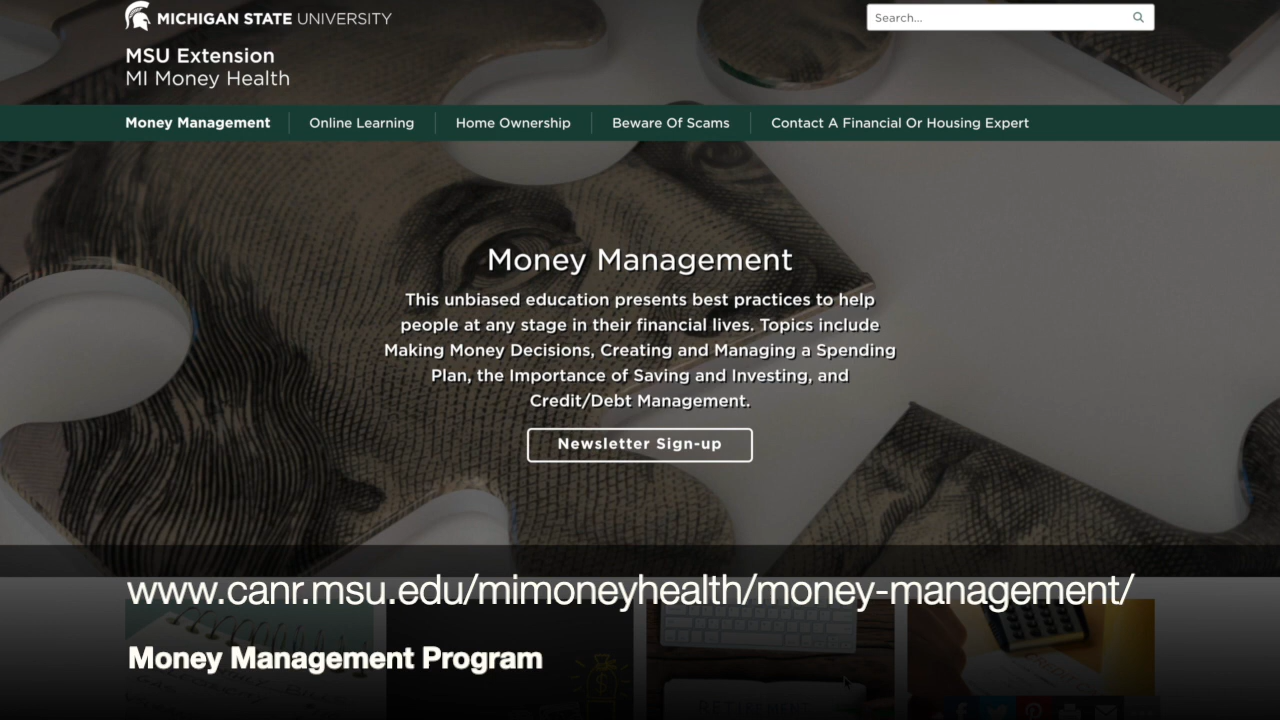 MICHIGAN STATE UNIVERSITY
Search...
MSU Extension
MI Money Health
Money Management
Online Learning
Home Ownership
Beware Of Scams
Contact A Financial Or Housing Expert
Money Management
This unbiased education presents best practices to help
people at any stage in their financial lives. Topics include
Making Money Decisions, Creating and Managing a Spending
Plan, the Importance of Saving and Investing, and
Credit/Debt Management.
Newsletter Sign-up
www.canr.msu.edu/mimoneyhealth/money-management/
Money Management Program
RETIREMENT